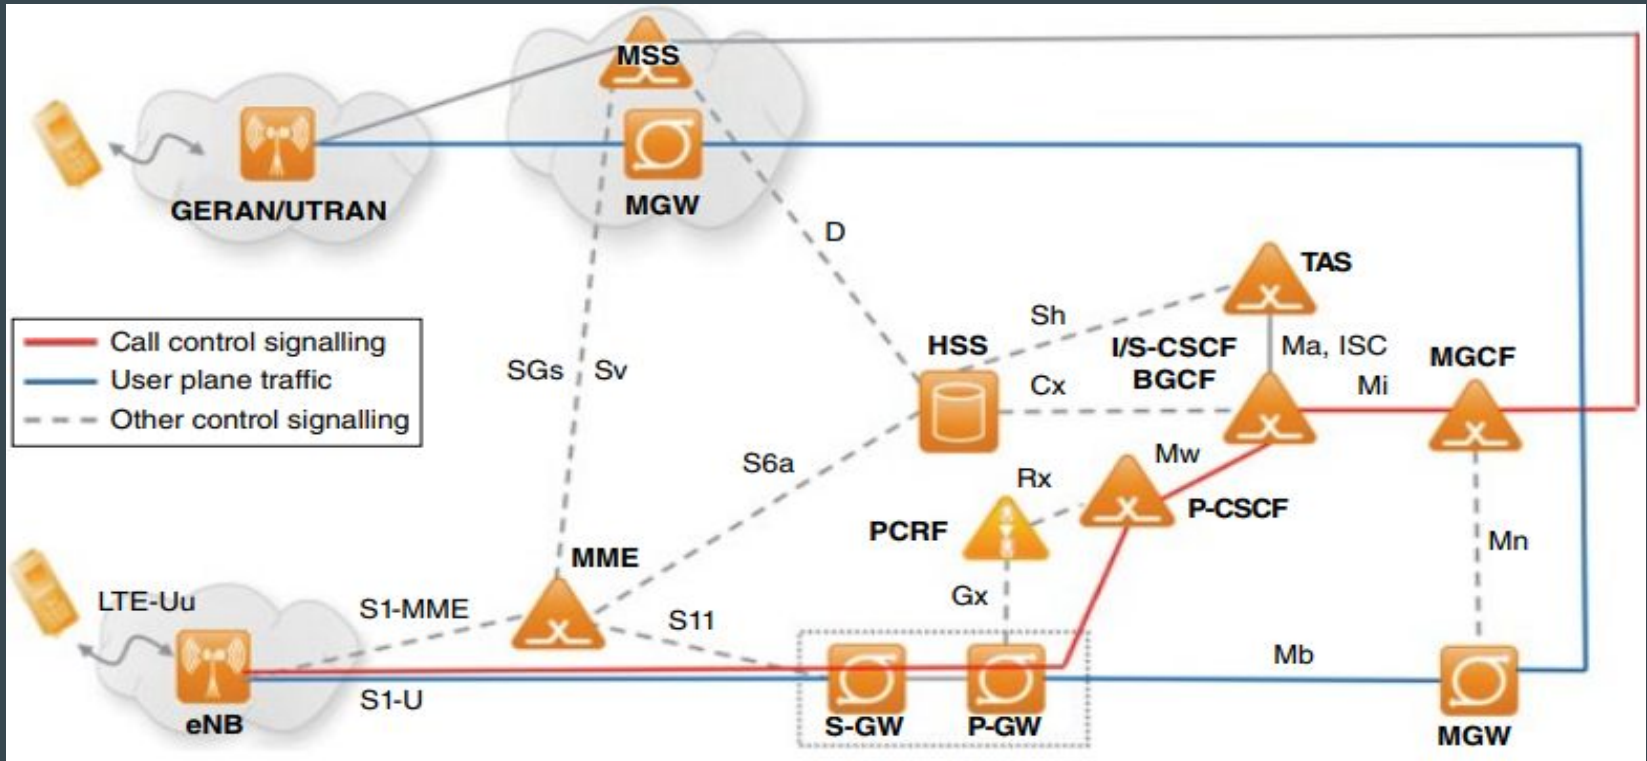 MSS
MGW
GERAN/UTRAN
D
TAS
Sh
Call control signalling
User plane traffic
Other control signalling
SGs
Sv
HSS
I/S-CSCF
BGCF
Ma, ISC
MGCF
Cx
Mi
S6a
Mw
Rx
P-CSCF
PCRF
Mn
MME
LTE-Uu
S1-MME
S11
Gx
Mb
S1-U
eNB
S-GW
P-GW
MGW